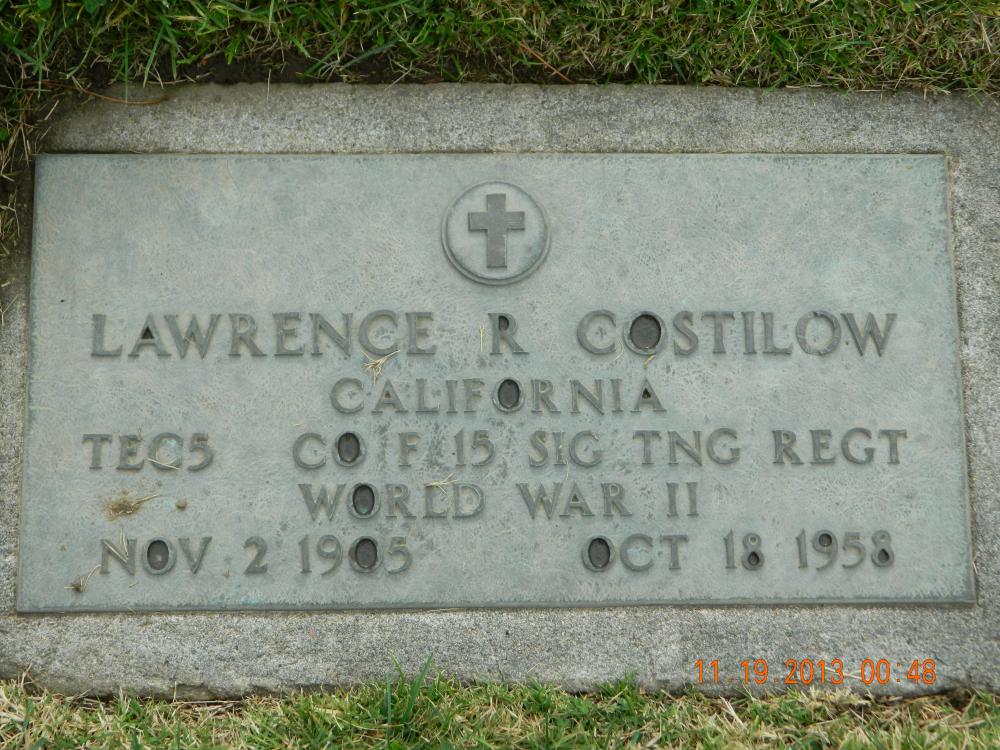 LAWRENCE R COSTILOW
CALIFORNIA
TEC5 CO F 15 SIG TNG REGT
WORLD WAR II
NOV 2 1905 OCT 18 1958
11.19.2013 00:48